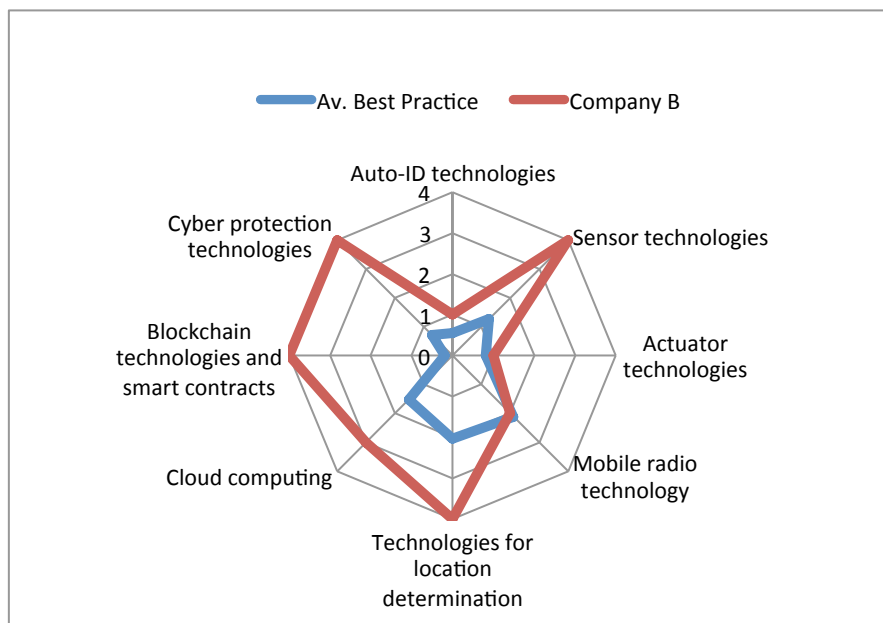 Av. Best Practice
Company B
Auto-ID technologies
4
3
2
1
0
Sensor technologies
Actuator
technologies
Mobile radio
technology
Technologies for
location
determination
Cloud computing
Blockchain
technologies and
smart contracts
Cyber protection
technologies